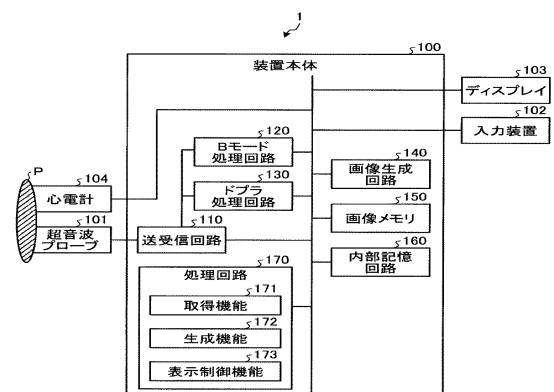 1
100
装置本体
103
ディスプレイ
102
入力装置
120
Bモード
処理回路
140
画像生成
回路
P
104
心電計
130
ドプラ
処理回路
150
画像メモリ
101
超音波
プローブ
110
送受信回路
160
内部記憶
回路
170
処理回路
171
取得機能
172
生成機能
173
表示制御機能